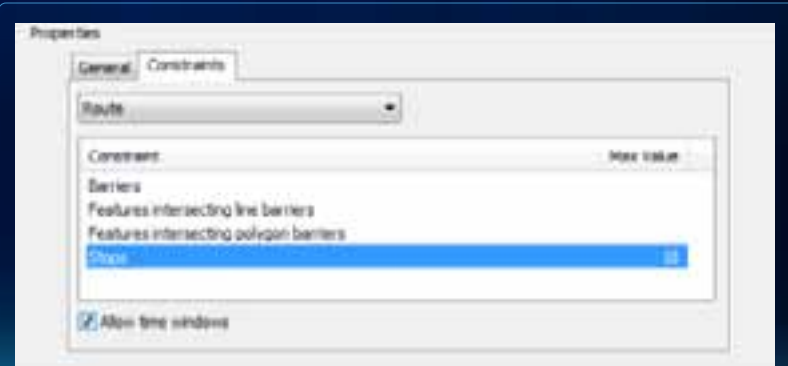 Properties
General Constraints
Route
Constraint Max Value
Barriers
Features intersecting line barriers
Features intersecting polygon barriers
Stops
Allow time windows